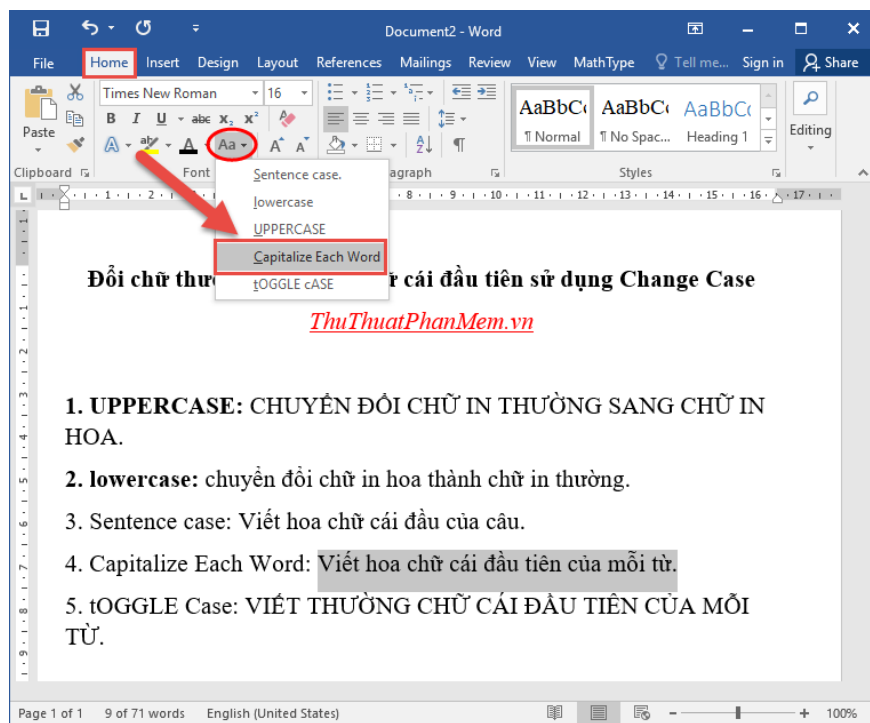 Document2 - Word
File Home Insert Design Layout References Mailings Review View MathType Tell me... Sign in Share
Times New Roman 16
Paste B I U abc X₂ X² Aa A A AaBbCc AaBbCc AaBbCc Editing
¶ Normal ¶ No Spac... Heading 1
Clipboard Font agraph Styles
Sentence case.
lowercase
UPPERCASE
Capitalize Each Word
tOGGLE cASE
Đổi chữ thư cái đầu tiên sử dụng Change Case
ThuThuatPhanMem.vn
1. UPPERCASE: CHUYỂN ĐỔI CHỮ IN THƯỜNG SANG CHỮ IN
HOA.
2. lowercase: chuyển đổi chữ in hoa thành chữ in thường.
3. Sentence case: Viết hoa chữ cái đầu của câu.
4. Capitalize Each Word: Viết hoa chữ cái đầu tiên của mỗi từ.
5. tOGGLE Case: VIẾT THƯỜNG CHỮ CÁI ĐẦU TIÊN CỦA MỖI
TỪ.
Page 1 of 1 9 of 71 words English (United States) 100%